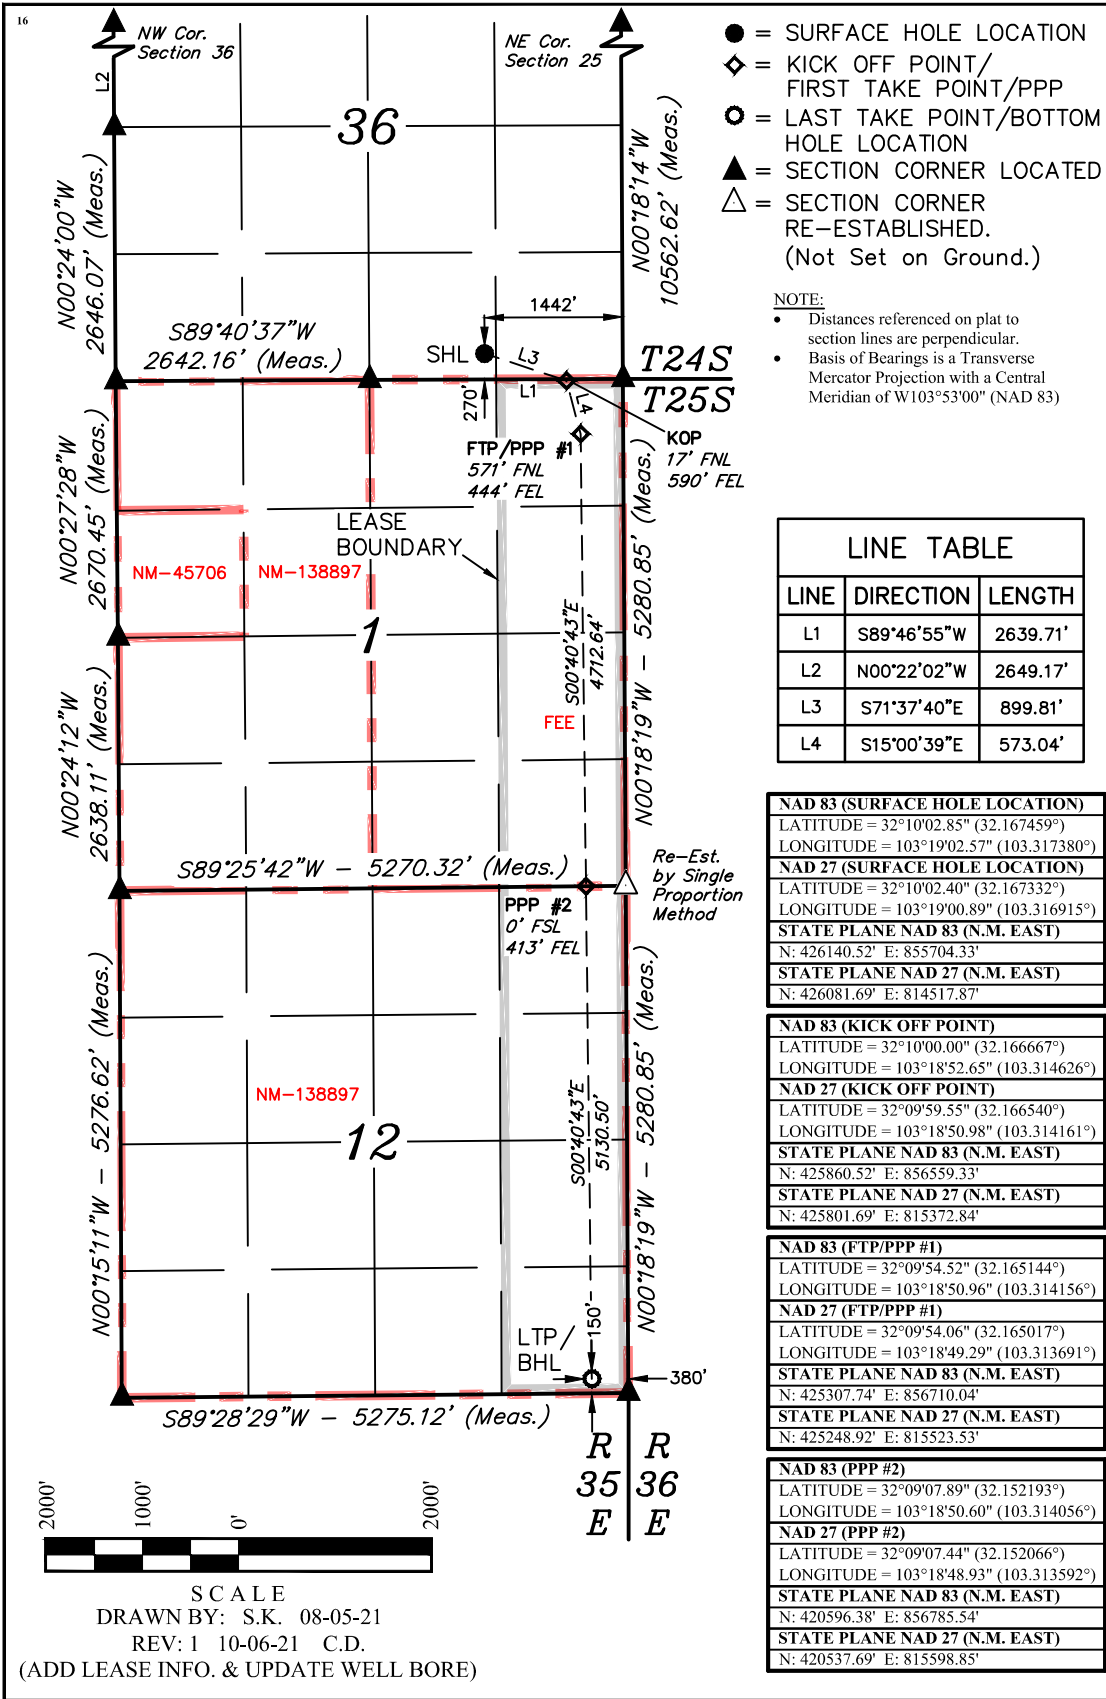 16
NW Cor.
Section 36
NE Cor.
Section 25
L2
36
N00°24'00"W
2646.07' (Meas.)
N00°18'14"W
10562.62' (Meas.)
● = SURFACE HOLE LOCATION
= KICK OFF POINT/
FIRST TAKE POINT/PPP
= LAST TAKE POINT/BOTTOM
HOLE LOCATION
▲ = SECTION CORNER LOCATED
△ = SECTION CORNER
RE-ESTABLISHED.
(Not Set on Ground.)
NOTE:
• Distances referenced on plat to
section lines are perpendicular.
• Basis of Bearings is a Transverse
Mercator Projection with a Central
Meridian of W103°53'00" (NAD 83)
1442'
S89°40'37"W
2642.16' (Meas.)
SHL
L3
T24S
T25S
L1
L4
270'
KOP
17' FNL
590' FEL
FTP/PPP #1
571' FNL
444' FEL
N00°27'28"W
2670.45' (Meas.)
LEASE
BOUNDARY
NM-45706
NM-138897
1
S00°40'43"E
4712.64'
N00°18'19"W - 5280.85' (Meas.)
FEE
N00°24'12"W
2638.11' (Meas.)
LINE TABLE
LINE DIRECTION LENGTH
L1 S89°46'55"W 2639.71'
L2 N00°22'02"W 2649.17'
L3 S71°37'40"E 899.81'
L4 S15°00'39"E 573.04'
S89°25'42"W - 5270.32' (Meas.)
Re-Est.
by Single
Proportion
Method
PPP #2
0' FSL
413' FEL
N00°15'11"W - 5276.62' (Meas.)
NM-138897
12
S00°40'43"E
5130.50'
N00°18'19"W - 5280.85' (Meas.)
LTP/
BHL
150'
380'
S89°28'29"W - 5275.12' (Meas.)
R R
35 36
E E
NAD 83 (SURFACE HOLE LOCATION)
LATITUDE = 32°10'02.85" (32.167459°)
LONGITUDE = 103°19'02.57" (103.317380°)
NAD 27 (SURFACE HOLE LOCATION)
LATITUDE = 32°10'02.40" (32.167332°)
LONGITUDE = 103°19'00.89" (103.316915°)
STATE PLANE NAD 83 (N.M. EAST)
N: 426140.52' E: 855704.33'
STATE PLANE NAD 27 (N.M. EAST)
N: 426081.69' E: 814517.87'
NAD 83 (KICK OFF POINT)
LATITUDE = 32°10'00.00" (32.166667°)
LONGITUDE = 103°18'52.65" (103.314626°)
NAD 27 (KICK OFF POINT)
LATITUDE = 32°09'59.55" (32.166540°)
LONGITUDE = 103°18'50.98" (103.314161°)
STATE PLANE NAD 83 (N.M. EAST)
N: 425860.52' E: 856559.33'
STATE PLANE NAD 27 (N.M. EAST)
N: 425801.69' E: 815372.84'
NAD 83 (FTP/PPP #1)
LATITUDE = 32°09'54.52" (32.165144°)
LONGITUDE = 103°18'50.96" (103.314156°)
NAD 27 (FTP/PPP #1)
LATITUDE = 32°09'54.06" (32.165017°)
LONGITUDE = 103°18'49.29" (103.313691°)
STATE PLANE NAD 83 (N.M. EAST)
N: 425307.74' E: 856710.04'
STATE PLANE NAD 27 (N.M. EAST)
N: 425248.92' E: 815523.53'
NAD 83 (PPP #2)
LATITUDE = 32°09'07.89" (32.152193°)
LONGITUDE = 103°18'50.60" (103.314056°)
NAD 27 (PPP #2)
LATITUDE = 32°09'07.44" (32.152066°)
LONGITUDE = 103°18'48.93" (103.313592°)
STATE PLANE NAD 83 (N.M. EAST)
N: 420596.38' E: 856785.54'
STATE PLANE NAD 27 (N.M. EAST)
N: 420537.69' E: 815598.85'
2000' 1000' 0' 2000'
SCALE
DRAWN BY: S.K. 08-05-21
REV: 1 10-06-21 C.D.
(ADD LEASE INFO. & UPDATE WELL BORE)